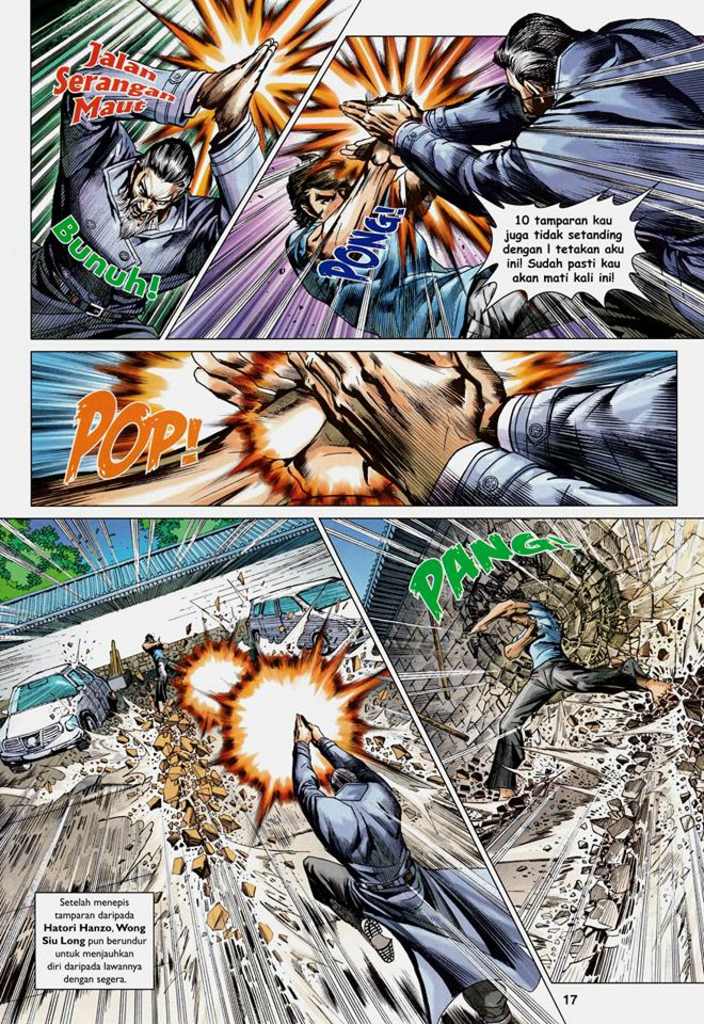 Jalan
Serangan
Maut
Bunuh!
PONG!
10 tamparan kau
juga tidak setanding
dengan 1 tetakan aku
ini! Sudah pasti kau
akan mati kali ini!
POP!
PANG!
Setelah menepis
tamparan daripada
Hatori Hanzo, Wong
Siu Long pun berundur
untuk menjauhkan
diri daripada lawannya
dengan segera.
17